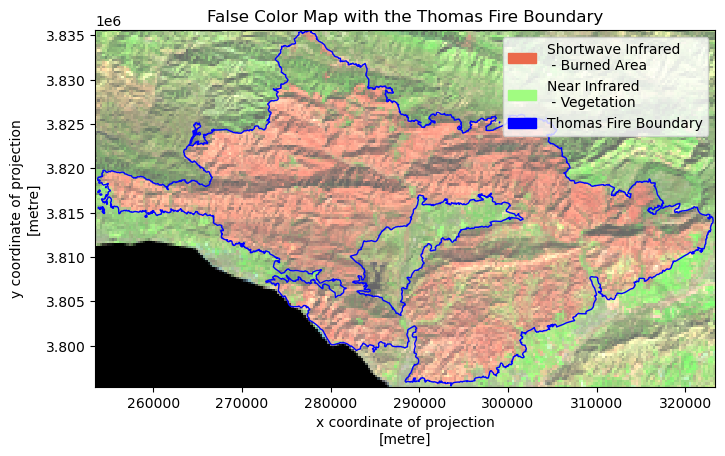 False Color Map with the Thomas Fire Boundary
1e6
3.835
3.830
3.825
3.820
3.815
3.810
3.805
3.800
y coordinate of projection
[metre]
Shortwave Infrared
- Burned Area
Near Infrared
- Vegetation
Thomas Fire Boundary
260000 270000 280000 290000 300000 310000 320000
x coordinate of projection
[metre]